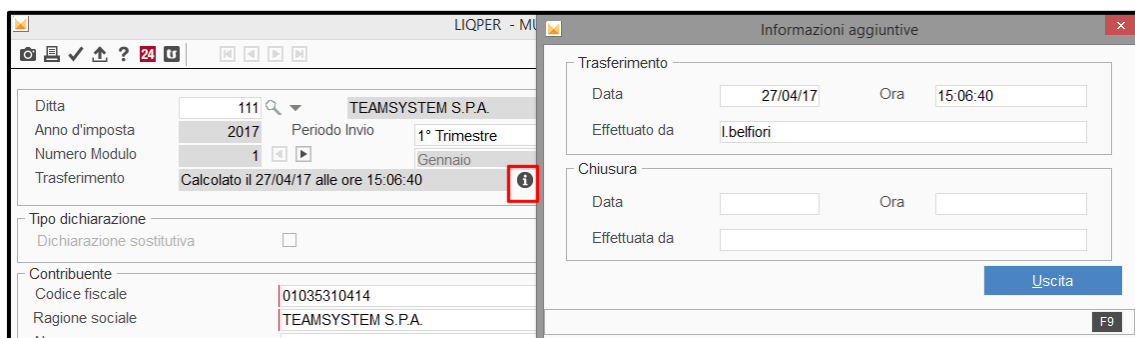 LIQPER - MU
24
Ditta 111 TEAMSYSTEM S.P.A.
Anno d'imposta 2017 Periodo Invio 1° Trimestre
Numero Modulo 1 Gennaio
Trasferimento Calcolato il 27/04/17 alle ore 15:06:40
Tipo dichiarazione
Dichiarazione sostitutiva
Contribuente
Codice fiscale 01035310414
Ragione sociale TEAMSYSTEM S.P.A.
Informazioni aggiuntive
Trasferimento
Data 27/04/17 Ora 15:06:40
Effettuato da l.belfiori
Chiusura
Data Ora
Effettuata da
Uscita
F9